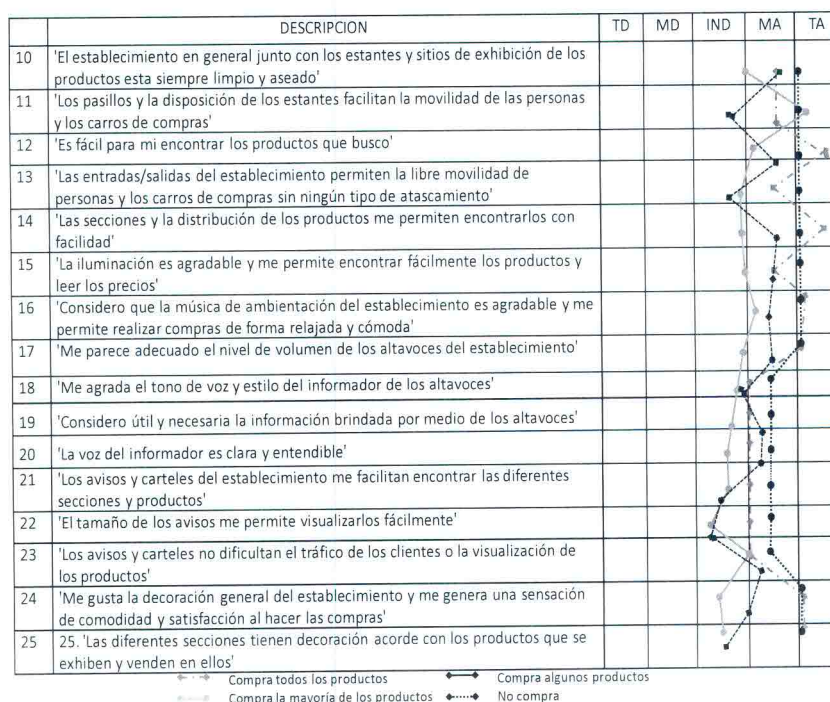 DESCRIPCION TD MD IND MA TA
10 'El establecimiento en general junto con los estantes y sitios de exhibición de los
productos esta siempre limpio y aseado'
11 'Los pasillos y la disposición de los estantes facilitan la movilidad de las personas
y los carros de compras'
12 'Es fácil para mi encontrar los productos que busco'
13 'Las entradas/salidas del establecimiento permiten la libre movilidad de
personas y los carros de compras sin ningún tipo de atascamiento'
14 'Las secciones y la distribución de los productos me permiten encontrarlos con
facilidad'
15 'La iluminación es agradable y me permite encontrar fácilmente los productos y
leer los precios'
16 'Considero que la música de ambientación del establecimiento es agradable y me
permite realizar compras de forma relajada y cómoda'
17 'Me parece adecuado el nivel de volumen de los altavoces del establecimiento'
18 'Me agrada el tono de voz y estilo del informador de los altavoces'
19 'Considero útil y necesaria la información brindada por medio de los altavoces'
20 'La voz del informador es clara y entendible'
21 'Los avisos y carteles del establecimiento me facilitan encontrar las diferentes
secciones y productos'
22 'El tamaño de los avisos me permite visualizarlos fácilmente'
23 'Los avisos y carteles no dificultan el tráfico de los clientes o la visualización de
los productos'
24 'Me gusta la decoración general del establecimiento y me genera una sensación
de comodidad y satisfacción al hacer las compras'
25 25. 'Las diferentes secciones tienen decoración acorde con los productos que se
exhiben y venden en ellos'
Compra todos los productos Compra algunos productos
Compra la mayoría de los productos No compra